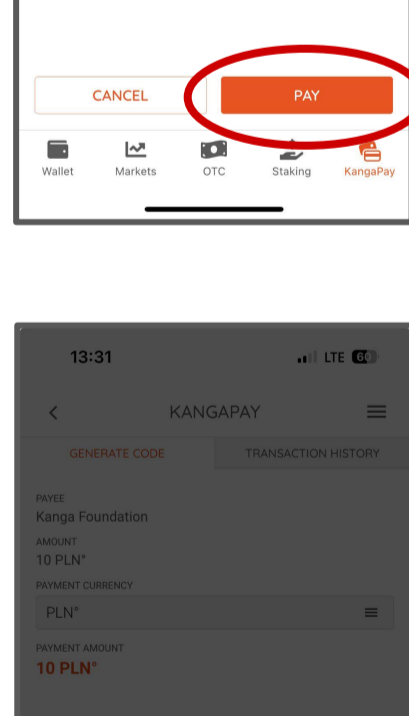 CANCEL PAY
Wallet Markets OTC Staking KangaPay
13:31 LTE 60
KANGAPAY
GENERATE CODE TRANSACTION HISTORY
PAYEE
Kanga Foundation
AMOUNT
10 PLN°
PAYMENT CURRENCY
PLN°
PAYMENT AMOUNT
10 PLN°